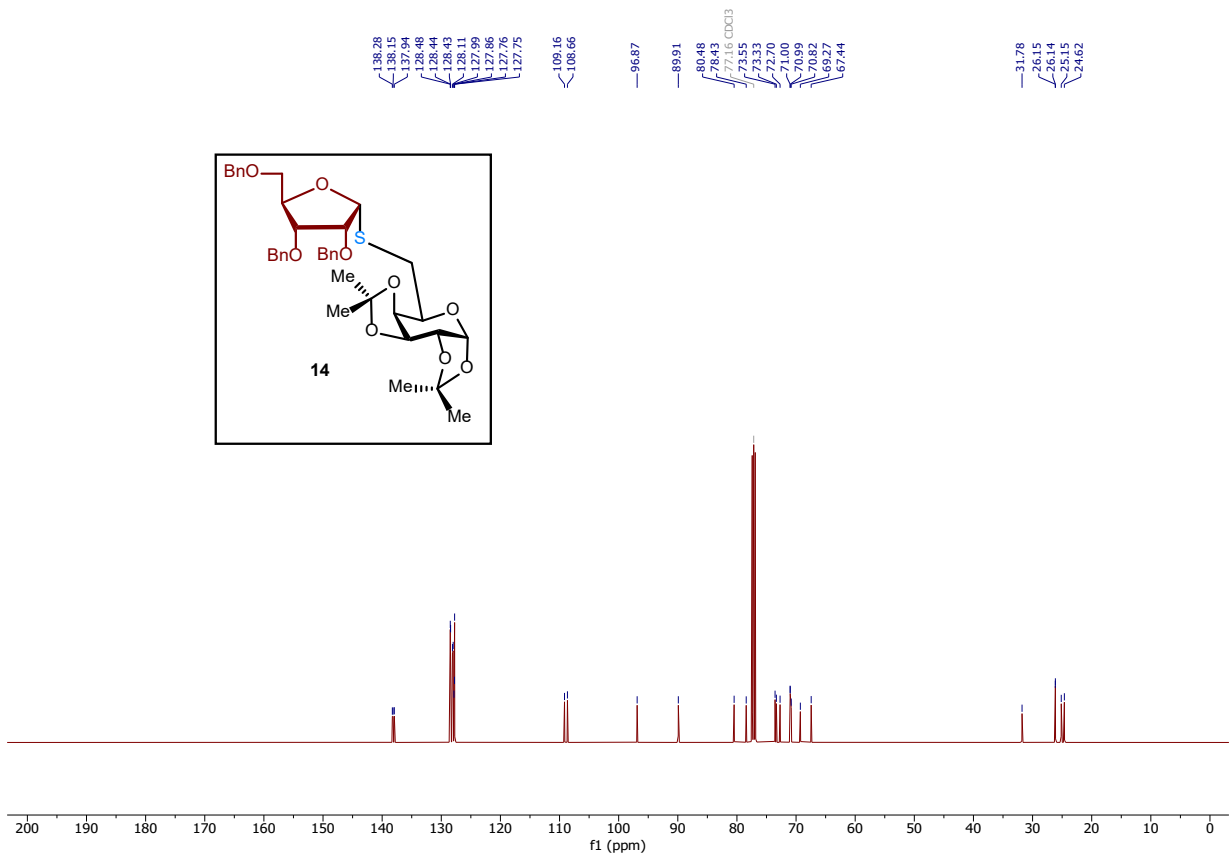 138.28
138.15
137.94
128.48
128.44
128.43
128.11
127.99
127.86
127.76
127.75
109.16
108.66
96.87
89.91
80.48
78.43
77.16 CDCl3
73.55
73.33
72.70
71.00
70.99
70.82
69.27
67.44
31.78
26.15
26.14
25.15
24.62
BnO
O
S
BnO
BnO
Me
O
Me
O
O
O
O
14
Me
Me
200 190 180 170 160 150 140 130 120 110 100 90 80 70 60 50 40 30 20 10 0
f1 (ppm)